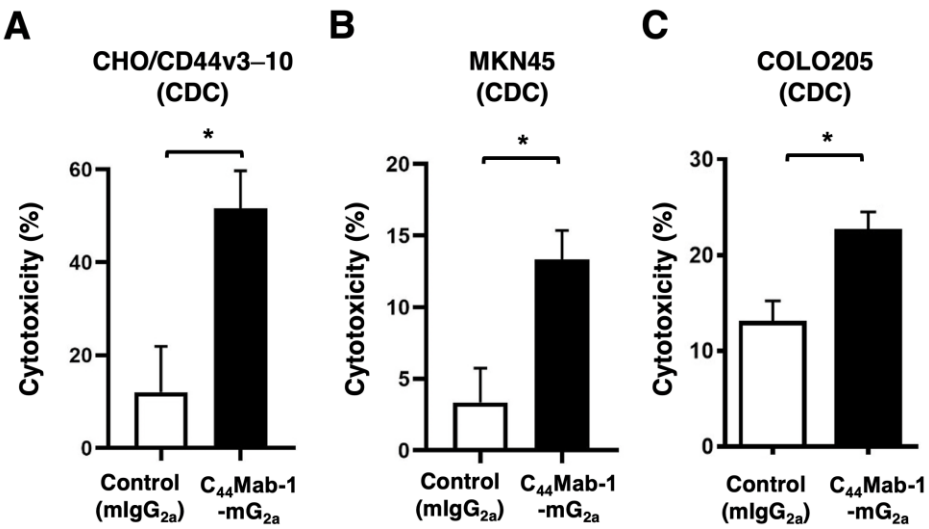 A
CHO/CD44v3–10
(CDC)
*
60
40
20
0
Cytotoxicity (%)
Control
(mIgG2a)
C44Mab-1
-mG2a
B
MKN45
(CDC)
*
20
15
10
5
0
Cytotoxicity (%)
Control
(mIgG2a)
C44Mab-1
-mG2a
C
COLO205
(CDC)
*
30
20
10
0
Cytotoxicity (%)
Control
(mIgG2a)
C44Mab-1
-mG2a